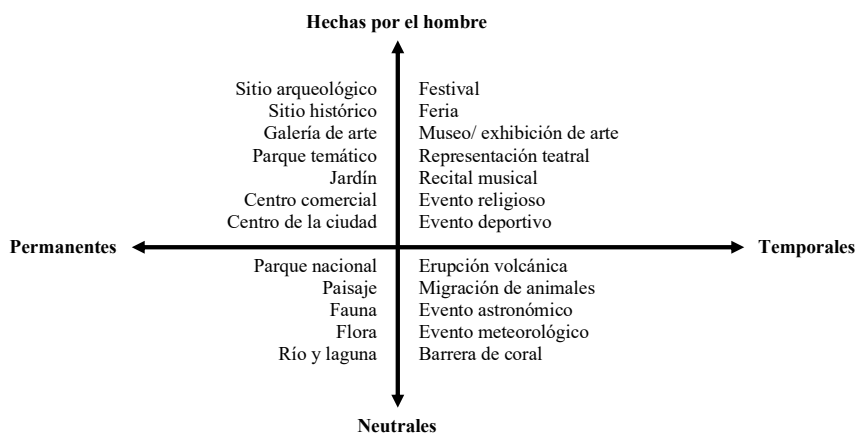 Hechas por el hombre
Sitio arqueológico Festival
Sitio histórico Feria
Galería de arte Museo/ exhibición de arte
Parque temático Representación teatral
Jardín Recital musical
Centro comercial Evento religioso
Centro de la ciudad Evento deportivo
Permanentes Temporales
Parque nacional Erupción volcánica
Paisaje Migración de animales
Fauna Evento astronómico
Flora Evento meteorológico
Río y laguna Barrera de coral
Neutrales